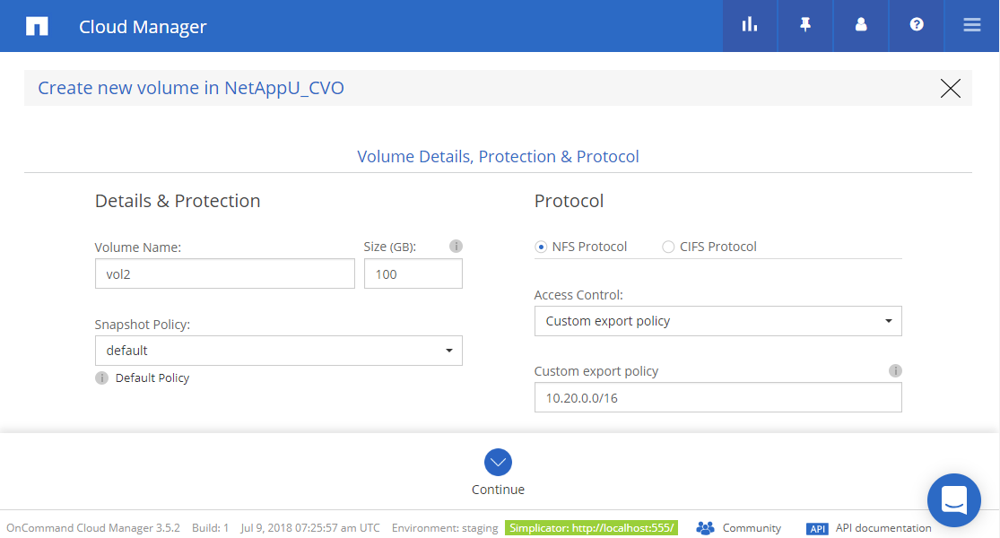 Cloud Manager
Create new volume in NetAppU_CVO
Volume Details, Protection & Protocol
Details & Protection
Volume Name:
Size (GB):
vol2
100
Snapshot Policy:
default
Default Policy
Protocol
NFS Protocol
CIFS Protocol
Access Control:
Custom export policy
Custom export policy
10.20.0.0/16
Continue
OnCommand Cloud Manager 3.5.2 Build: 1 Jul 9, 2018 07:25:57 am UTC Environment: staging Simplicator: http://localhost:555/ Community API API documentation